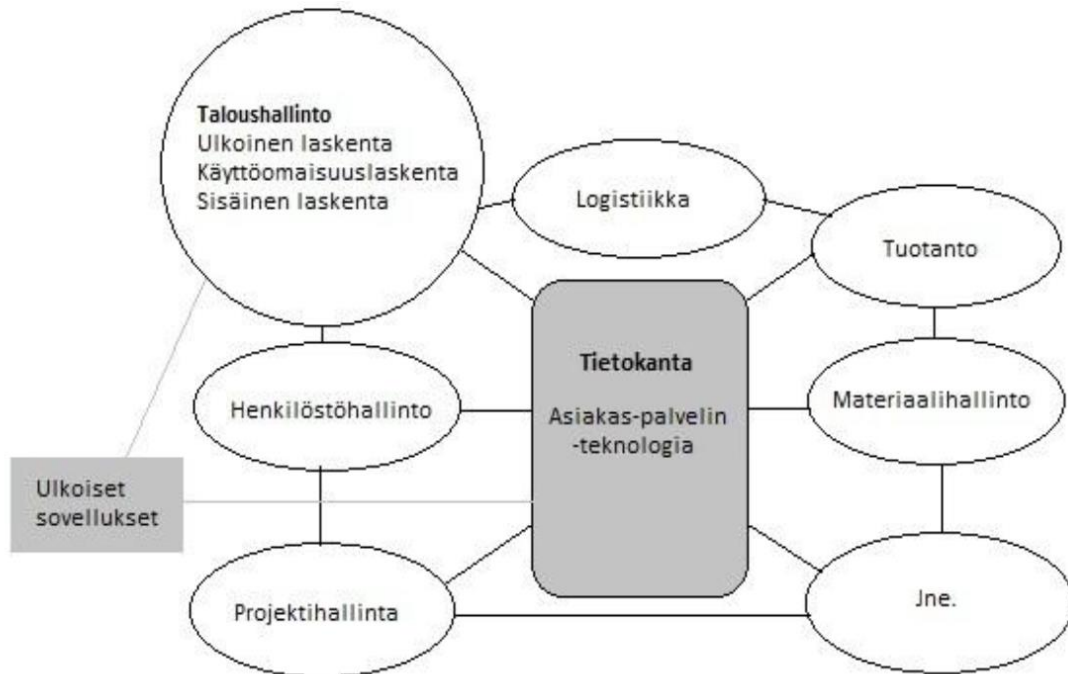 Taloushallinto
Ulkoinen laskenta
Käyttöomaisuuslaskenta
Sisäinen laskenta
Logistiikka
Tuotanto
Tietokanta
Asiakas-palvelin
-teknologia
Henkilöstöhallinto
Materiaalihallinto
Ulkoiset
sovellukset
Projektihallinta
Jne.